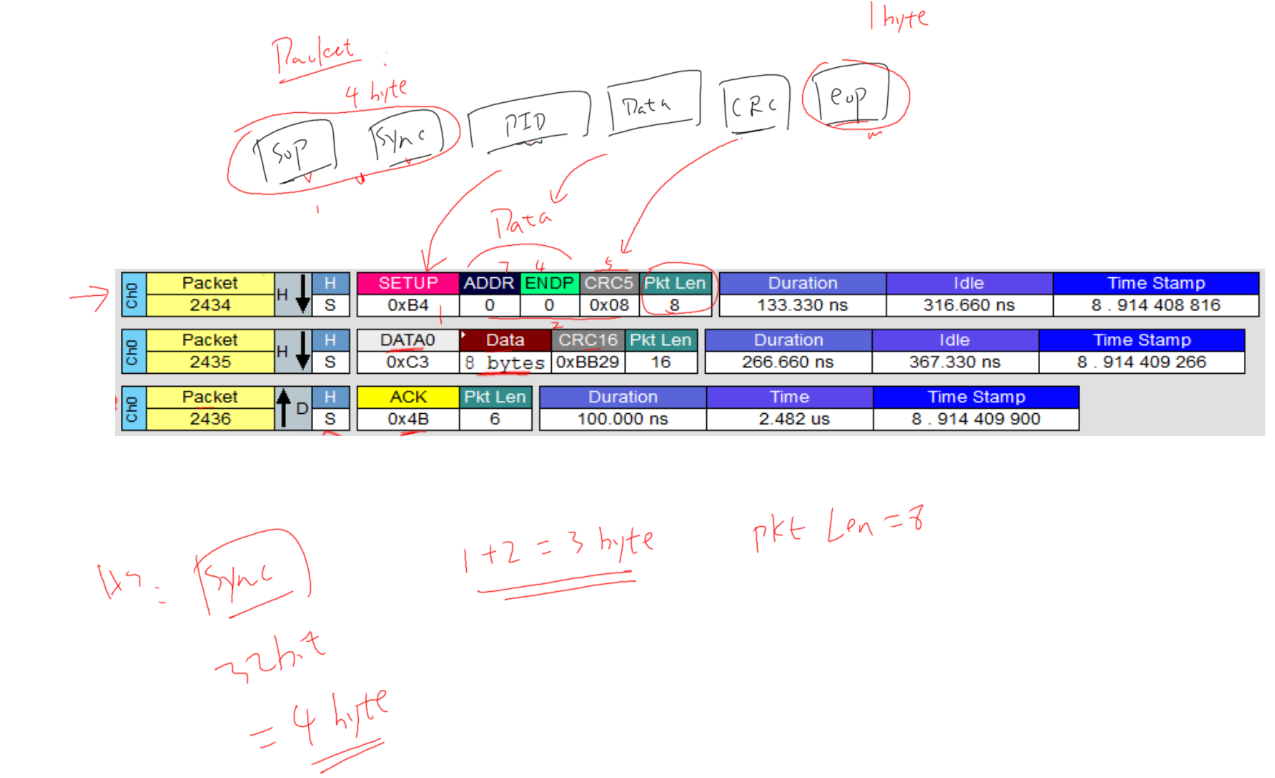 1 byte
Packet
4 byte
SOP Sync PID Data CRC eop
Data
7 4 5
Ch0 Packet H H SETUP ADDR ENDP CRC5 Pkt Len Duration Idle Time Stamp
2434 S 0xB4 0 0 0x08 8 133.330 ns 316.660 ns 8 . 914 408 816
1 2
Ch0 Packet H H DATA0 Data CRC16 Pkt Len Duration Idle Time Stamp
2435 S 0xC3 8 bytes 0xBB29 16 266.660 ns 367.330 ns 8 . 914 409 266
Ch0 Packet D H ACK Pkt Len Duration Time Time Stamp
2436 S 0x4B 6 100.000 ns 2.482 us 8 . 914 409 900
HS: Sync 1+2 = 3 byte pkt Len = 8
32bit
= 4 byte